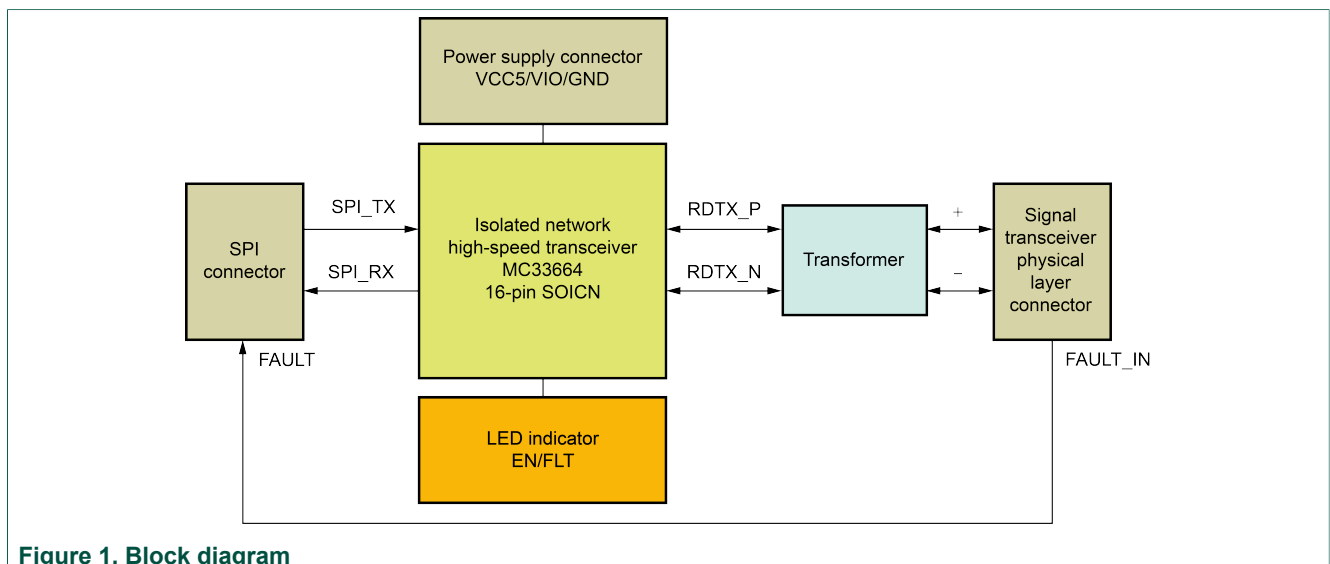 Power supply connector
VCC5/VIO/GND
SPI
connector
SPI_TX
SPI_RX
FAULT
Isolated network
high-speed transceiver
MC33664
16-pin SOICN
RDTX_P
RDTX_N
Transformer
+
−
Signal
transceiver
physical
layer
connector
FAULT_IN
LED indicator
EN/FLT
Figure 1. Block diagram